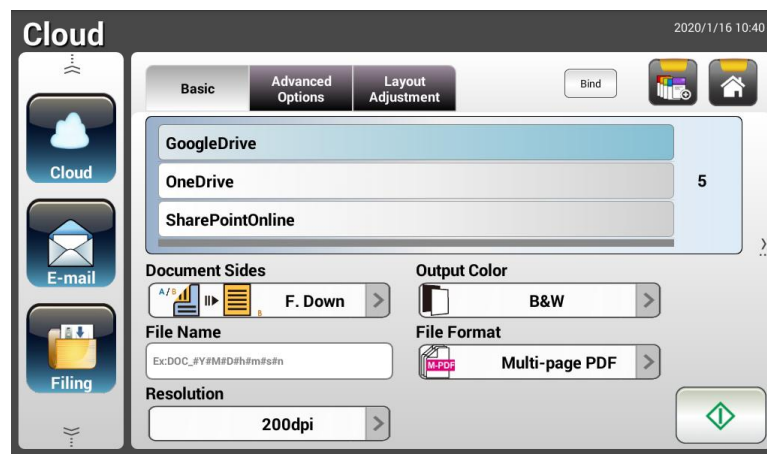 Cloud
2020/1/16 10:40
Basic
Advanced
Options
Layout
Adjustment
Bind
Cloud
GoogleDrive
OneDrive
5
SharePointOnline
E-mail
Document Sides
Output Color
A/B
B
F. Down
B&W
File Name
File Format
Ex:DOC_#Y#M#D#h#m#s#n
M-PDF
Multi-page PDF
Filing
Resolution
200dpi